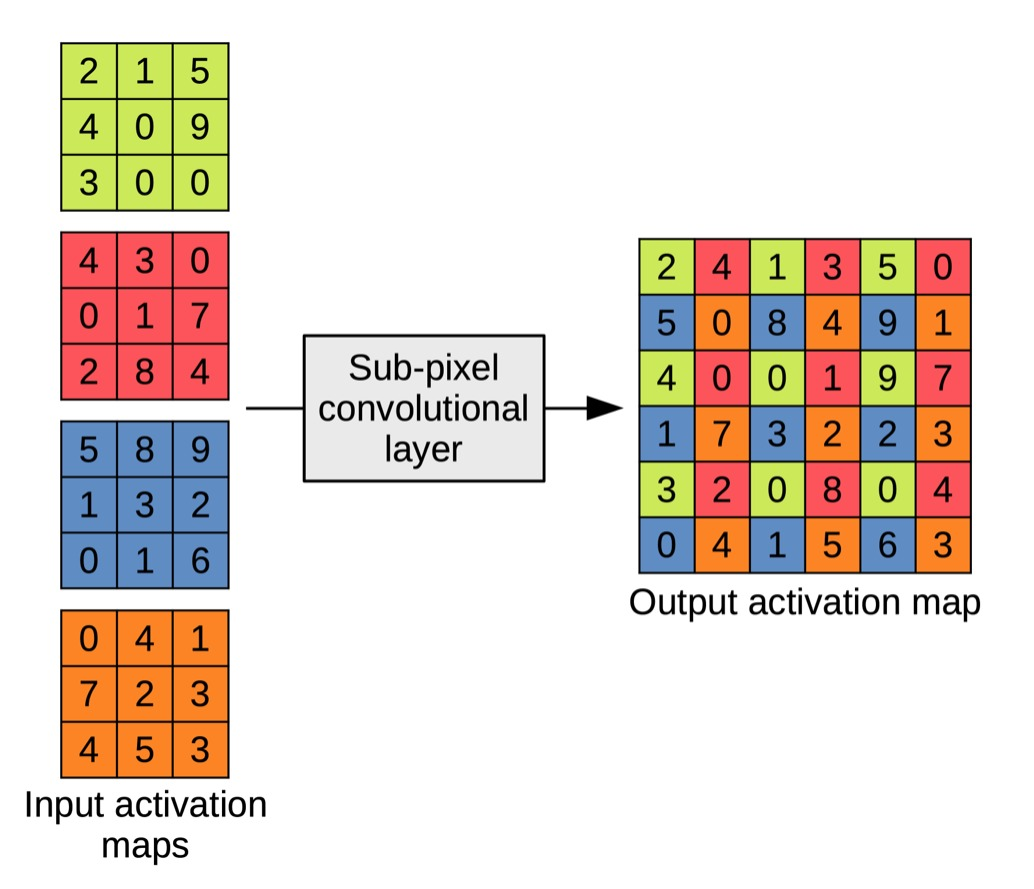 2 1 5
4 0 9
3 0 0
4 3 0
0 1 7
2 8 4
5 8 9
1 3 2
0 1 6
0 4 1
7 2 3
4 5 3
Input activation
maps
Sub-pixel
convolutional
layer
2 4 1 3 5 0
5 0 8 4 9 1
4 0 0 1 9 7
1 7 3 2 2 3
3 2 0 8 0 4
0 4 1 5 6 3
Output activation map